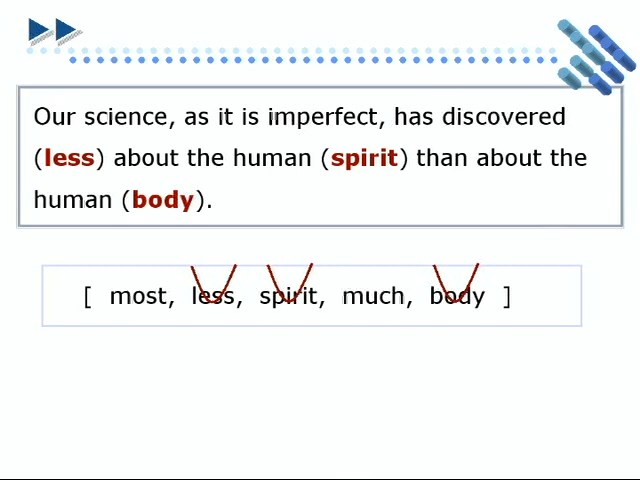 Our science, as it is imperfect, has discovered
(less) about the human (spirit) than about the
human (body).
[ most, less, spirit, much, body ]